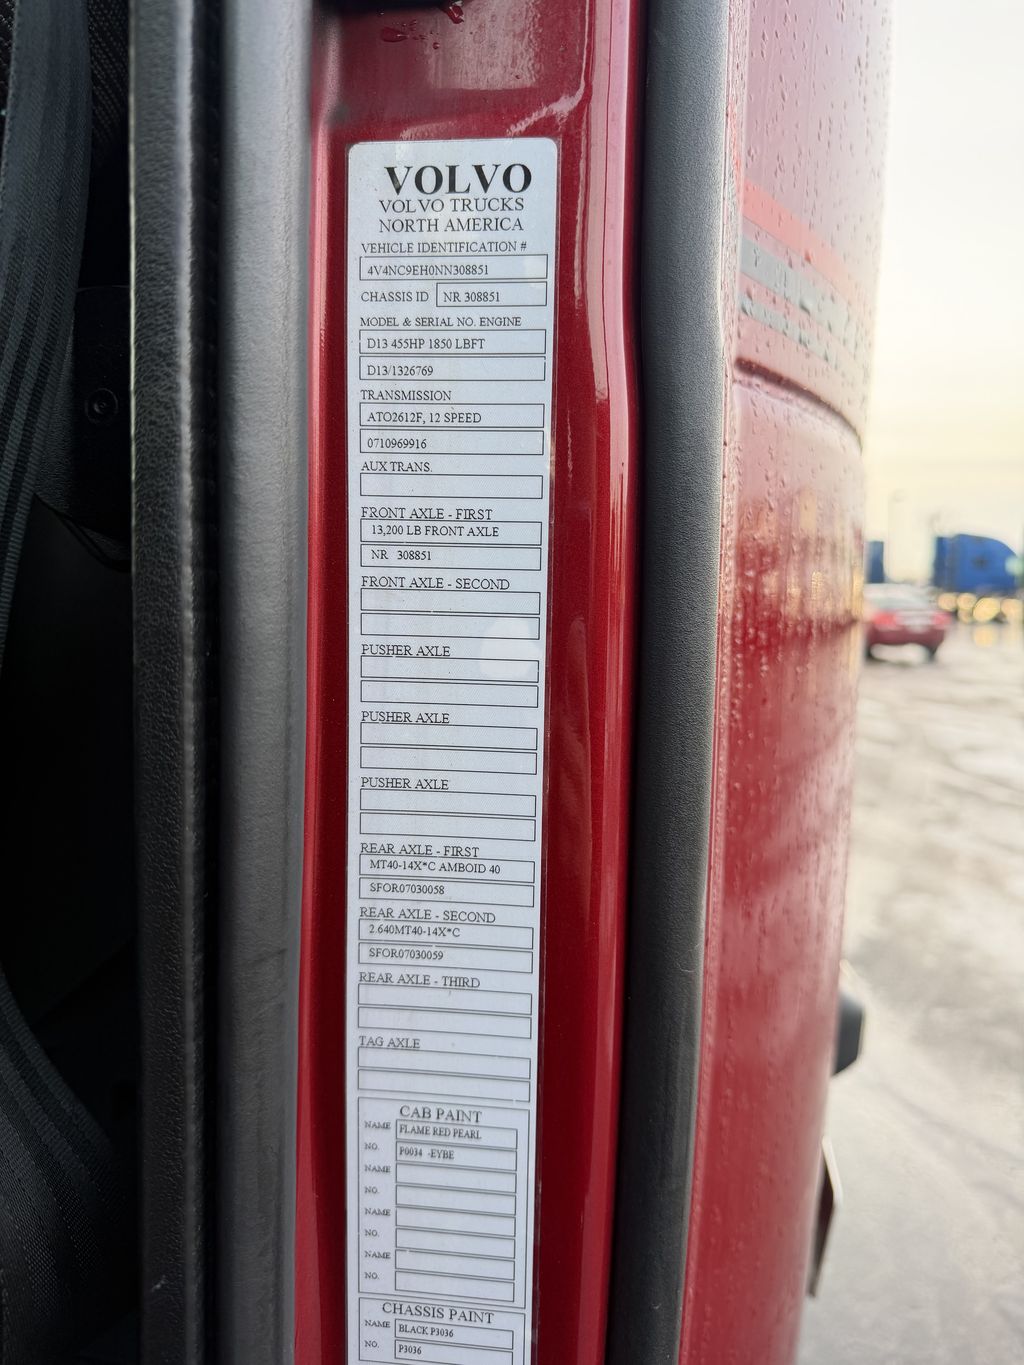 VOLVO
VOLVO TRUCKS
NORTH AMERICA
VEHICLE IDENTIFICATION #
4V4NC9EH0NN308851
CHASSIS ID NR 308851
MODEL & SERIAL NO. ENGINE
D13 455HP 1850 LBFT
D13/1326769
TRANSMISSION
ATO2612F, 12 SPEED
0710969916
AUX TRANS.
FRONT AXLE - FIRST
13,200 LB FRONT AXLE
NR 308851
FRONT AXLE - SECOND
PUSHER AXLE
PUSHER AXLE
PUSHER AXLE
REAR AXLE - FIRST
MT40-14X*C AMBOID 40
SFOR07030058
REAR AXLE - SECOND
2.640MT40-14X*C
SFOR07030059
REAR AXLE - THIRD
TAG AXLE
CAB PAINT
NAME FLAME RED PEARL
NO. P0034 -EYBE
NAME
NO.
NAME
NO.
NAME
NO.
CHASSIS PAINT
NAME BLACK P3036
NO. P3036